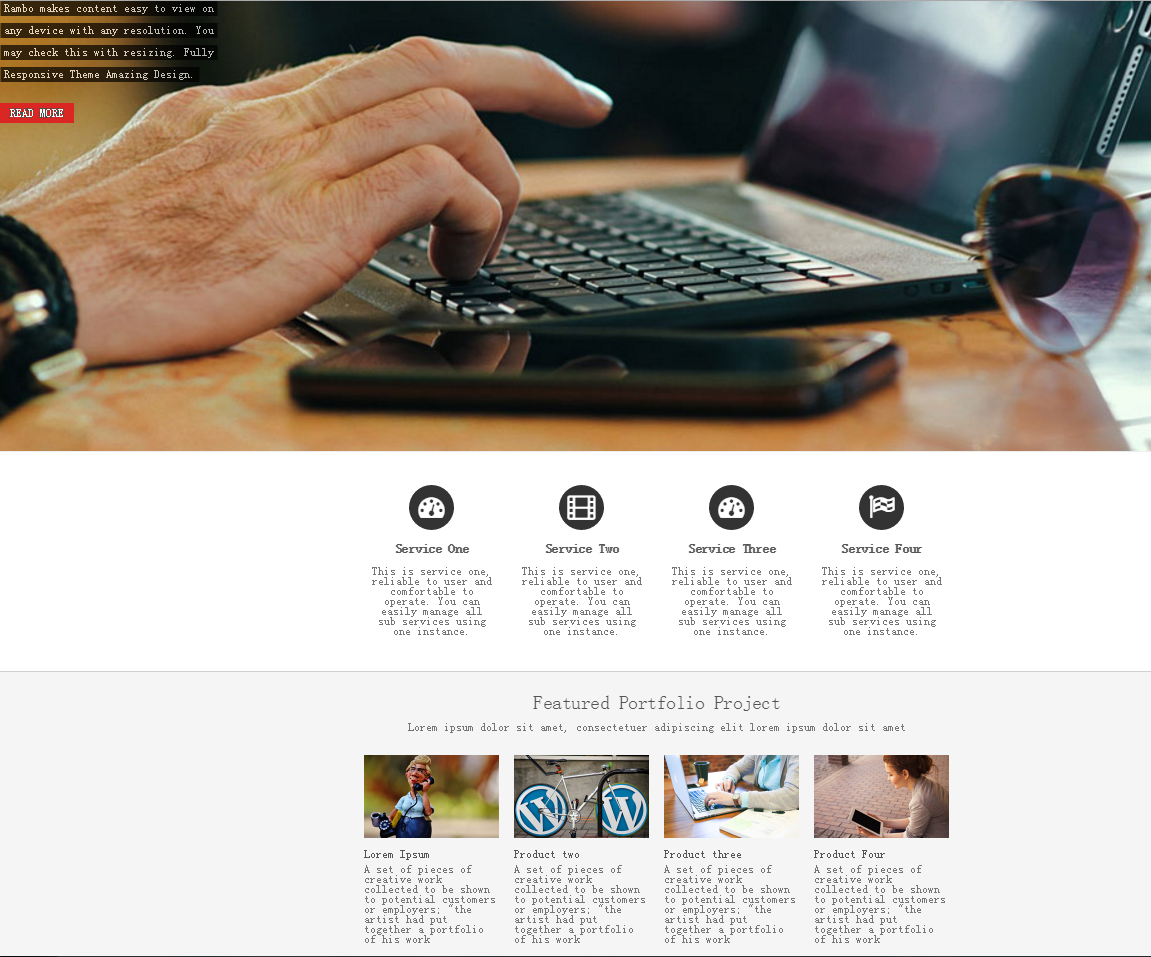 Rambo makes content easy to view on
any device with any resolution. You
may check this with resizing. Fully
Responsive Theme Amazing Design.
READ MORE
Service One
This is service one,
reliable to user and
comfortable to
operate. You can
easily manage all
sub services using
one instance.
Service Two
This is service one,
reliable to user and
comfortable to
operate. You can
easily manage all
sub services using
one instance.
Service Three
This is service one,
reliable to user and
comfortable to
operate. You can
easily manage all
sub services using
one instance.
Service Four
This is service one,
reliable to user and
comfortable to
operate. You can
easily manage all
sub services using
one instance.
Featured Portfolio Project
Lorem ipsum dolor sit amet, consectetuer adipiscing elit lorem ipsum dolor sit amet
Lorem Ipsum
A set of pieces of
creative work
collected to be shown
to potential customers
or employers; "the
artist had put
together a portfolio
of his work
Product two
A set of pieces of
creative work
collected to be shown
to potential customers
or employers; "the
artist had put
together a portfolio
of his work
Product three
A set of pieces of
creative work
collected to be shown
to potential customers
or employers; "the
artist had put
together a portfolio
of his work
Product Four
A set of pieces of
creative work
collected to be shown
to potential customers
or employers; "the
artist had put
together a portfolio
of his work